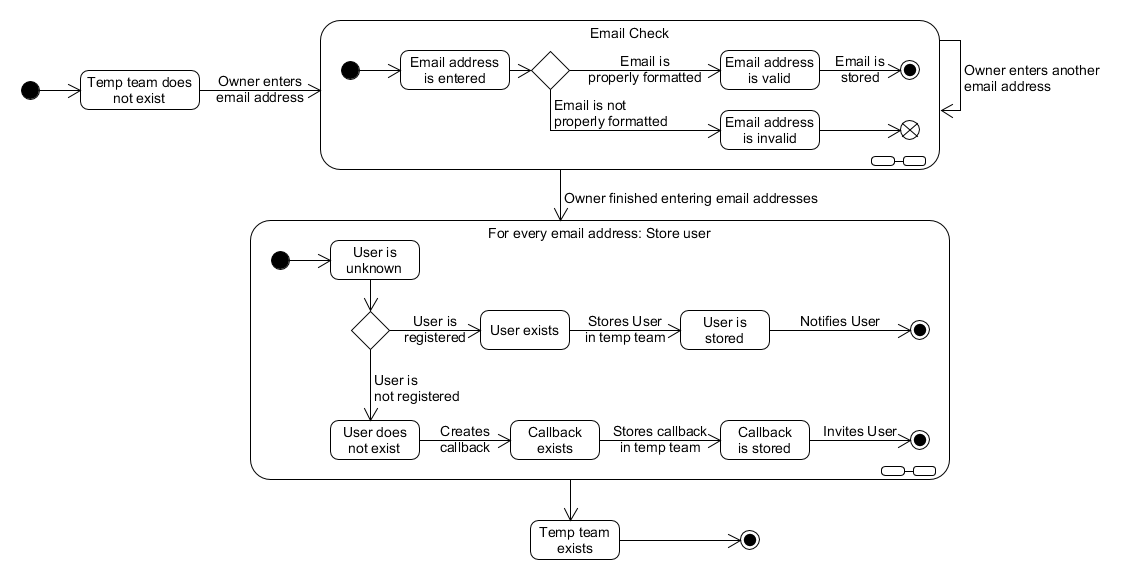 Email Check
Temp team does
not exist
Owner enters
email address
Email address
is entered
Email is
properly formatted
Email address
is valid
Email is
stored
Owner enters another
email address
Email is not
properly formatted
Email address
is invalid
Owner finished entering email addresses
For every email address: Store user
User is
unknown
User is
registered
User exists
Stores User
in temp team
User is
stored
Notifies User
User is
not registered
User does
not exist
Creates
callback
Callback
exists
Stores callback
in temp team
Callback
is stored
Invites User
Temp team
exists